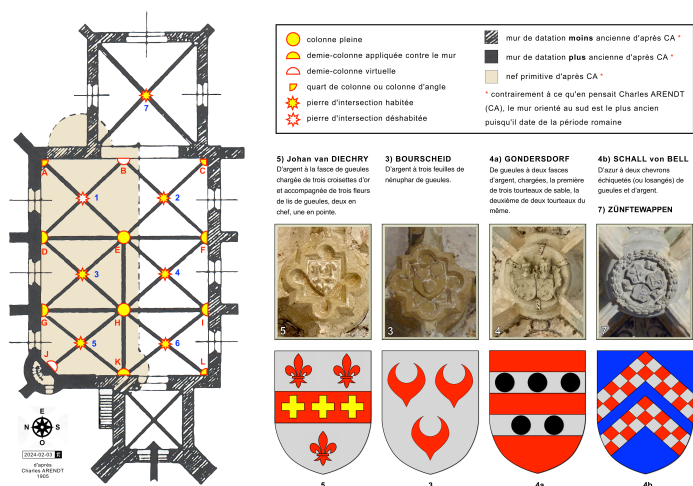 colonne pleine
demie-colonne appliquée contre le mur
demie-colonne virtuelle
quart de colonne ou colonne d'angle
pierre d'intersection habitée
pierre d'intersection déshabitée
mur de datation moins ancienne d'après CA *
mur de datation plus ancienne d'après CA *
nef primitive d'après CA *
* contrairement à ce qu'en pensait Charles ARENDT
(CA), le mur orienté au sud est le plus ancien
puisqu'il date de la période romaine
7
A
B
C
1
2
D
E
F
3
4
G
H
I
J
5
6
K
L
E
N
S
O
2024-02-03
d'après
Charles ARENDT
1905
5) Johan van DIECHRY
D'argent à la fasce de gueules
chargée de trois croisettes d'or
et accompagnée de trois fleurs
de lis de gueules, deux en
chef, une en pointe.
3) BOURSCHEID
D'argent à trois feuilles de
nénuphar de gueules.
4a) GONDERSDORF
De gueules à deux fasces
d'argent, chargées, la première
de trois tourteaux de sable, la
deuxième de deux tourteaux du
même.
4b) SCHALL von BELL
D'azur à deux chevrons
échiquetés (ou losangés) de
gueules et d'argent.
7) ZÜNFTEWAPPEN
5
3
4
7
5
3
4a
4b